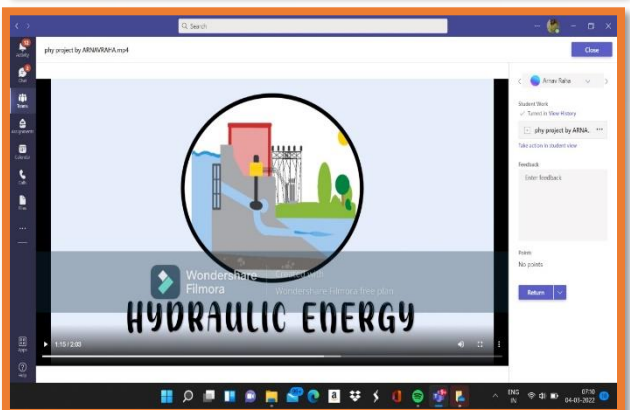 Search
phy project by ARNAVRAHA.mp4
Close
Activity
Chat
Teams
Assignments
Calendar
Calls
Files
Apps
Help
Arnav Raha
Student Work
Turned in View History
phy project by ARNA...
Take action in student view
Feedback
Enter feedback
Points
No points
Return
Wondershare
Filmora
Created with
Wondershare Filmora free plan
HYDRAULIC ENERGY
1:15 / 2:00
ENG
IN
07:10
04-03-2022